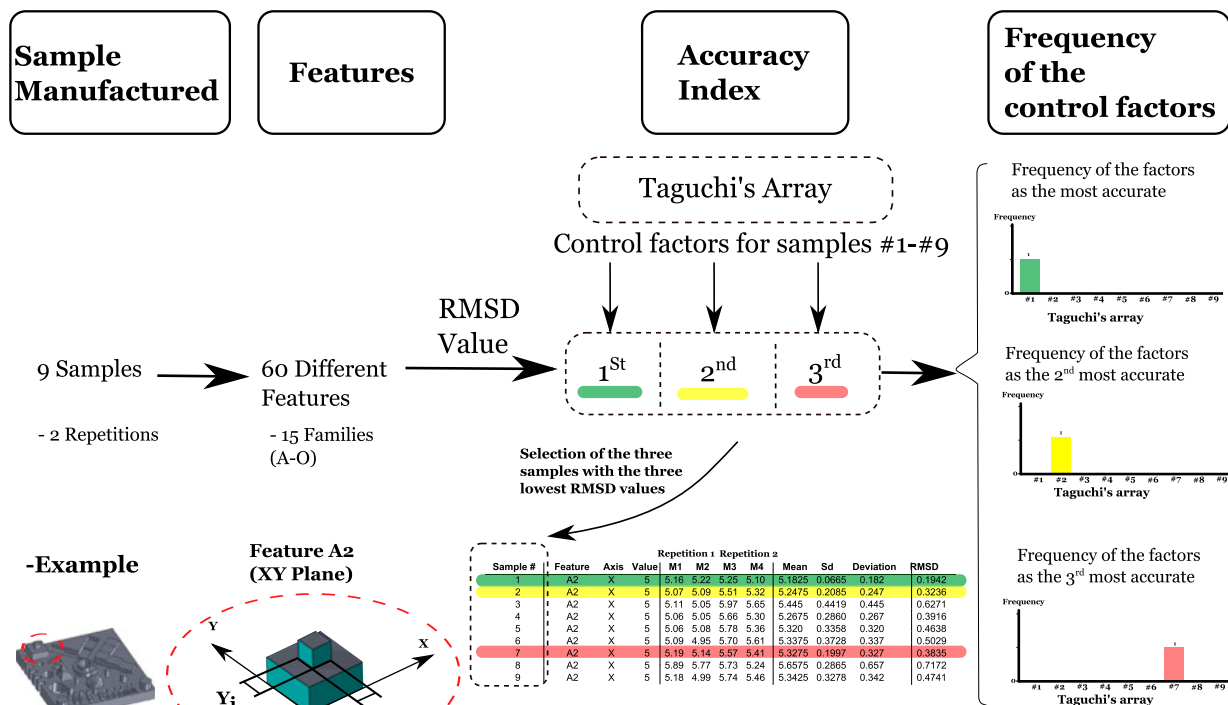 Sample
Manufactured
Features
Accuracy
Index
Frequency
of the
control factors
Taguchi's Array
Control factors for samples #1-#9
RMSD
Value
9 Samples
- 2 Repetitions
60 Different
Features
- 15 Families
(A-O)
1St
2nd
3rd
Selection of the three
samples with the three
lowest RMSD values
Frequency of the factors
as the most accurate
Frequency
1
0
#1 #2 #3 #4 #5 #6 #7 #8 #9
Taguchi's array
Frequency of the factors
as the 2nd most accurate
Frequency
1
0
#1 #2 #3 #4 #5 #6 #7 #8 #9
Taguchi's array
Frequency of the factors
as the 3rd most accurate
Frequency
1
0
#1 #2 #3 #4 #5 #6 #7 #8 #9
Taguchi's array
-Example
Feature A2
(XY Plane)
Y
X
Yi
Repetition 1 Repetition 2
Sample # Feature Axis Value M1 M2 M3 M4 Mean Sd Deviation RMSD
1 A2 X 5 5.16 5.22 5.25 5.10 5.1825 0.0665 0.182 0.1942
2 A2 X 5 5.07 5.09 5.51 5.32 5.2475 0.2085 0.247 0.3236
3 A2 X 5 5.11 5.05 5.97 5.65 5.445 0.4419 0.445 0.6271
4 A2 X 5 5.06 5.05 5.66 5.30 5.2675 0.2860 0.267 0.3916
5 A2 X 5 5.06 5.08 5.78 5.36 5.320 0.3358 0.320 0.4638
6 A2 X 5 5.09 4.95 5.70 5.61 5.3375 0.3728 0.337 0.5029
7 A2 X 5 5.19 5.14 5.57 5.41 5.3275 0.1997 0.327 0.3835
8 A2 X 5 5.89 5.77 5.73 5.24 5.6575 0.2865 0.657 0.7172
9 A2 X 5 5.18 4.99 5.74 5.46 5.3425 0.3278 0.342 0.4741